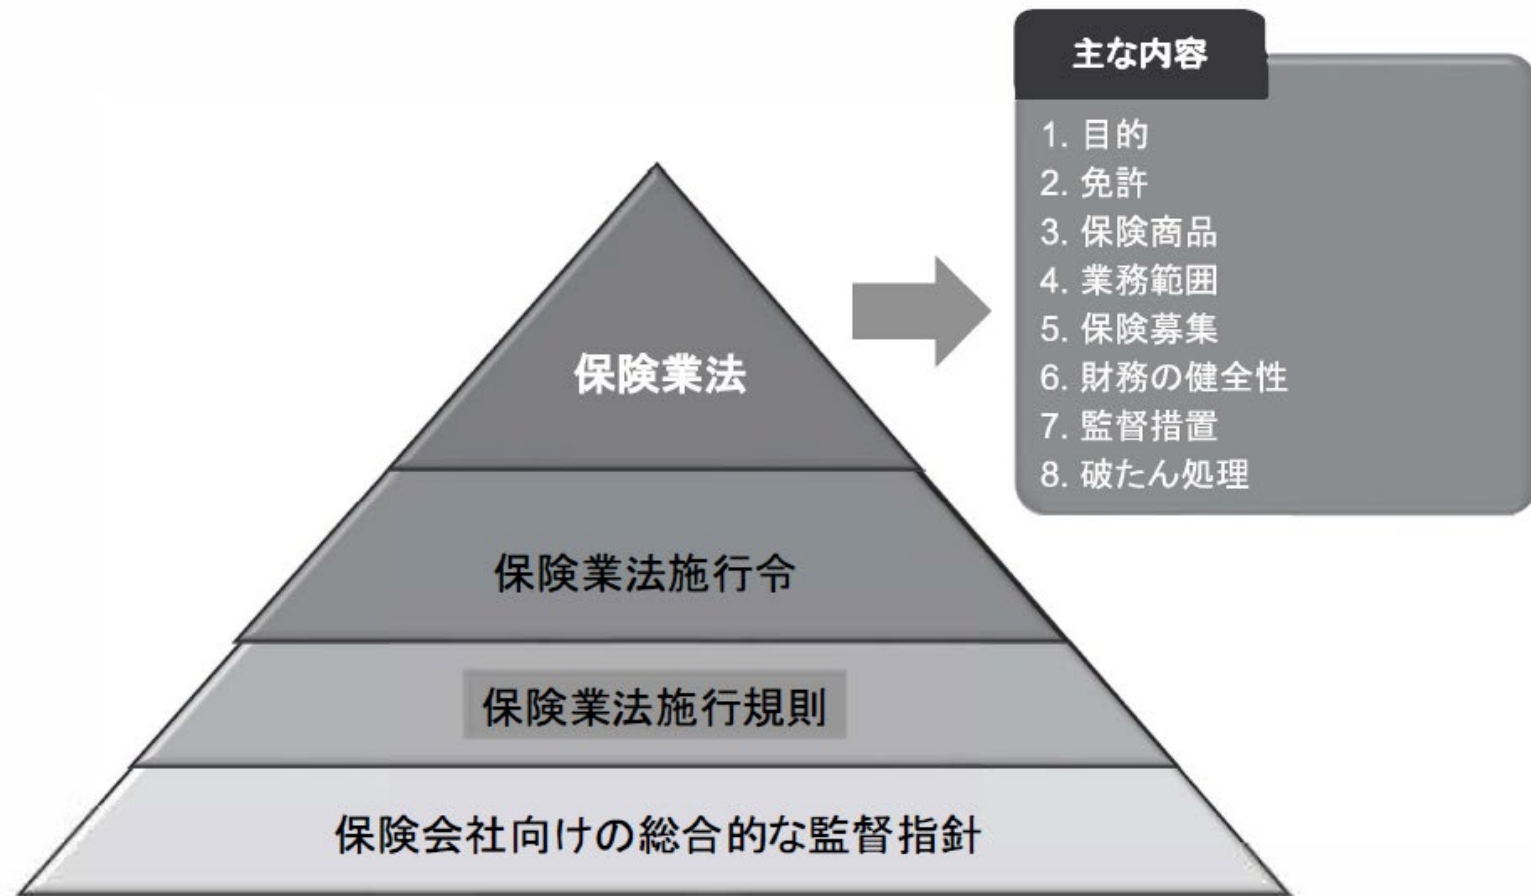 主な内容
1. 目的
2. 免許
3. 保険商品
4. 業務範囲
5. 保険募集
6. 財務の健全性
7. 監督措置
8. 破たん処理
保険業法
保険業法施行令
保険業法施行規則
保険会社向けの総合的な監督指針